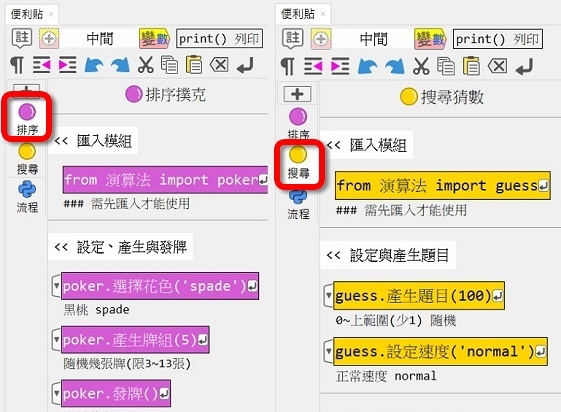 便利貼
註 中間 變數 print() 列印
排序
搜尋
流程
排序撲克
<< 匯入模組
from 演算法 import poker
### 需先匯入才能使用
<< 設定、產生與發牌
poker.選擇花色('spade')
黑桃 spade
poker.產生牌組(5)
隨機幾張牌(限3~13張)
poker.發牌()
便利貼
註 中間 變數 print() 列印
排序
搜尋
流程
搜尋猜數
<< 匯入模組
from 演算法 import guess
### 需先匯入才能使用
<< 設定與產生題目
guess.產生題目(100)
0~上範圍(少1) 隨機
guess.設定速度('normal')
正常速度 normal